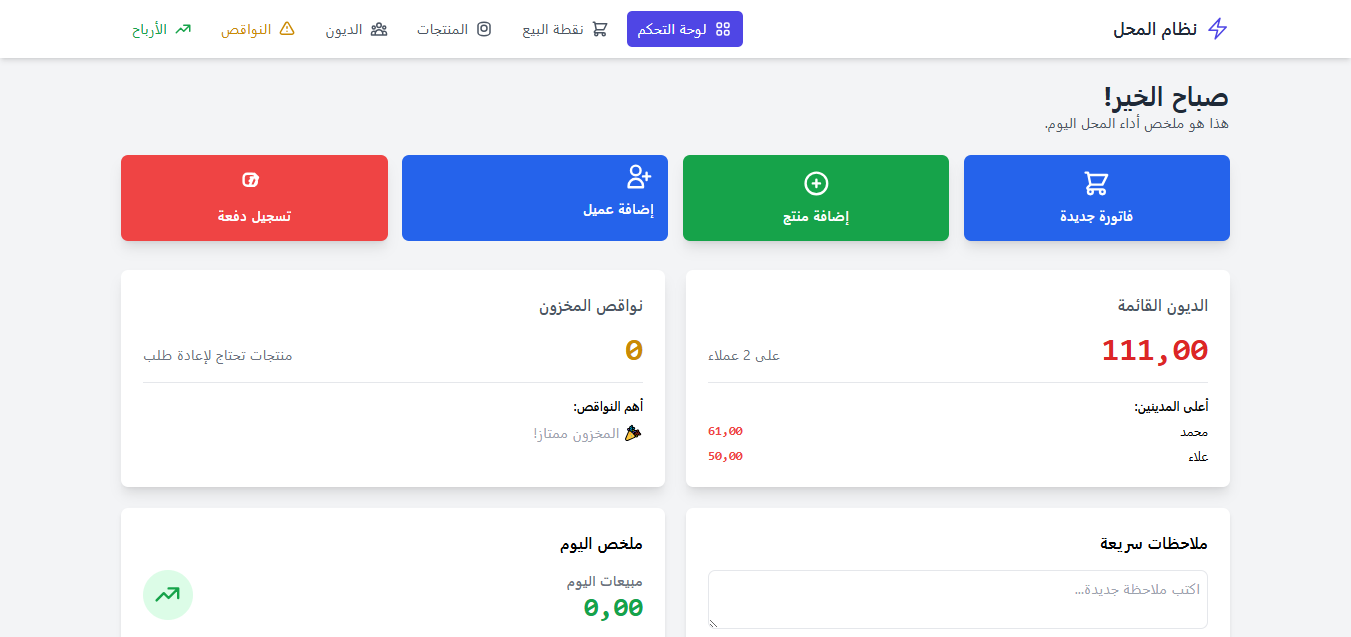 نظام المحل
لوحة التحكم
نقطة البيع
المنتجات
الديون
النواقص
الأرباح
صباح الخير!
هذا هو ملخص أداء المحل اليوم.
فاتورة جديدة
إضافة منتج
إضافة عميل
تسجيل دفعة
الديون القائمة
111,00
على 2 عملاء
أعلى المدينين:
محمد 61,00
علاء 50,00
نواقص المخزون
0
منتجات تحتاج لإعادة طلب
أهم النواقص:
المخزون ممتاز!
ملاحظات سريعة
اكتب ملاحظة جديدة...
ملخص اليوم
مبيعات اليوم
0,00